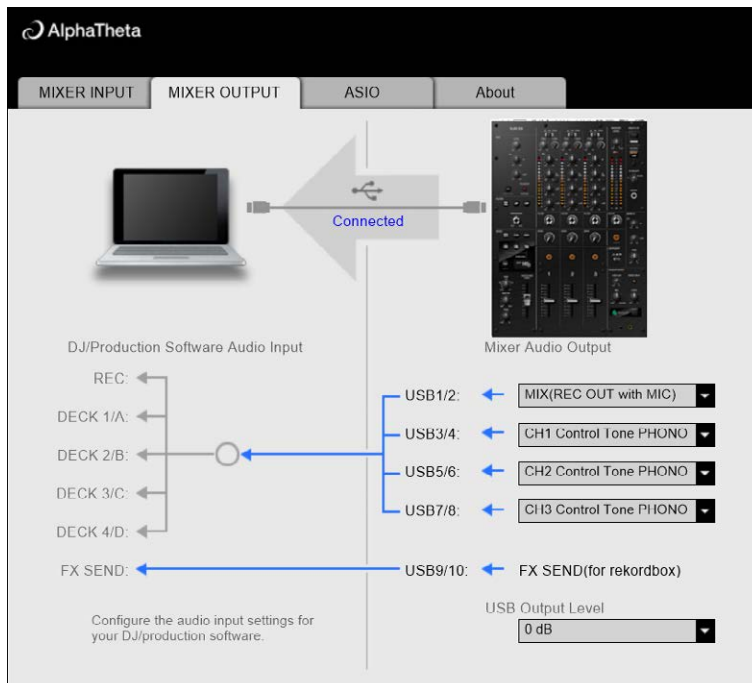 AlphaTheta
MIXER INPUT
MIXER OUTPUT
ASIO
About
Connected
DJ/Production Software Audio Input
Mixer Audio Output
REC:
DECK 1/A:
DECK 2/B:
DECK 3/C:
DECK 4/D:
FX SEND:
USB1/2: MIX(REC OUT with MIC)
USB3/4: CH1 Control Tone PHONO
USB5/6: CH2 Control Tone PHONO
USB7/8: CH3 Control Tone PHONO
USB9/10: FX SEND(for rekordbox)
Configure the audio input settings for
your DJ/production software.
USB Output Level
0 dB